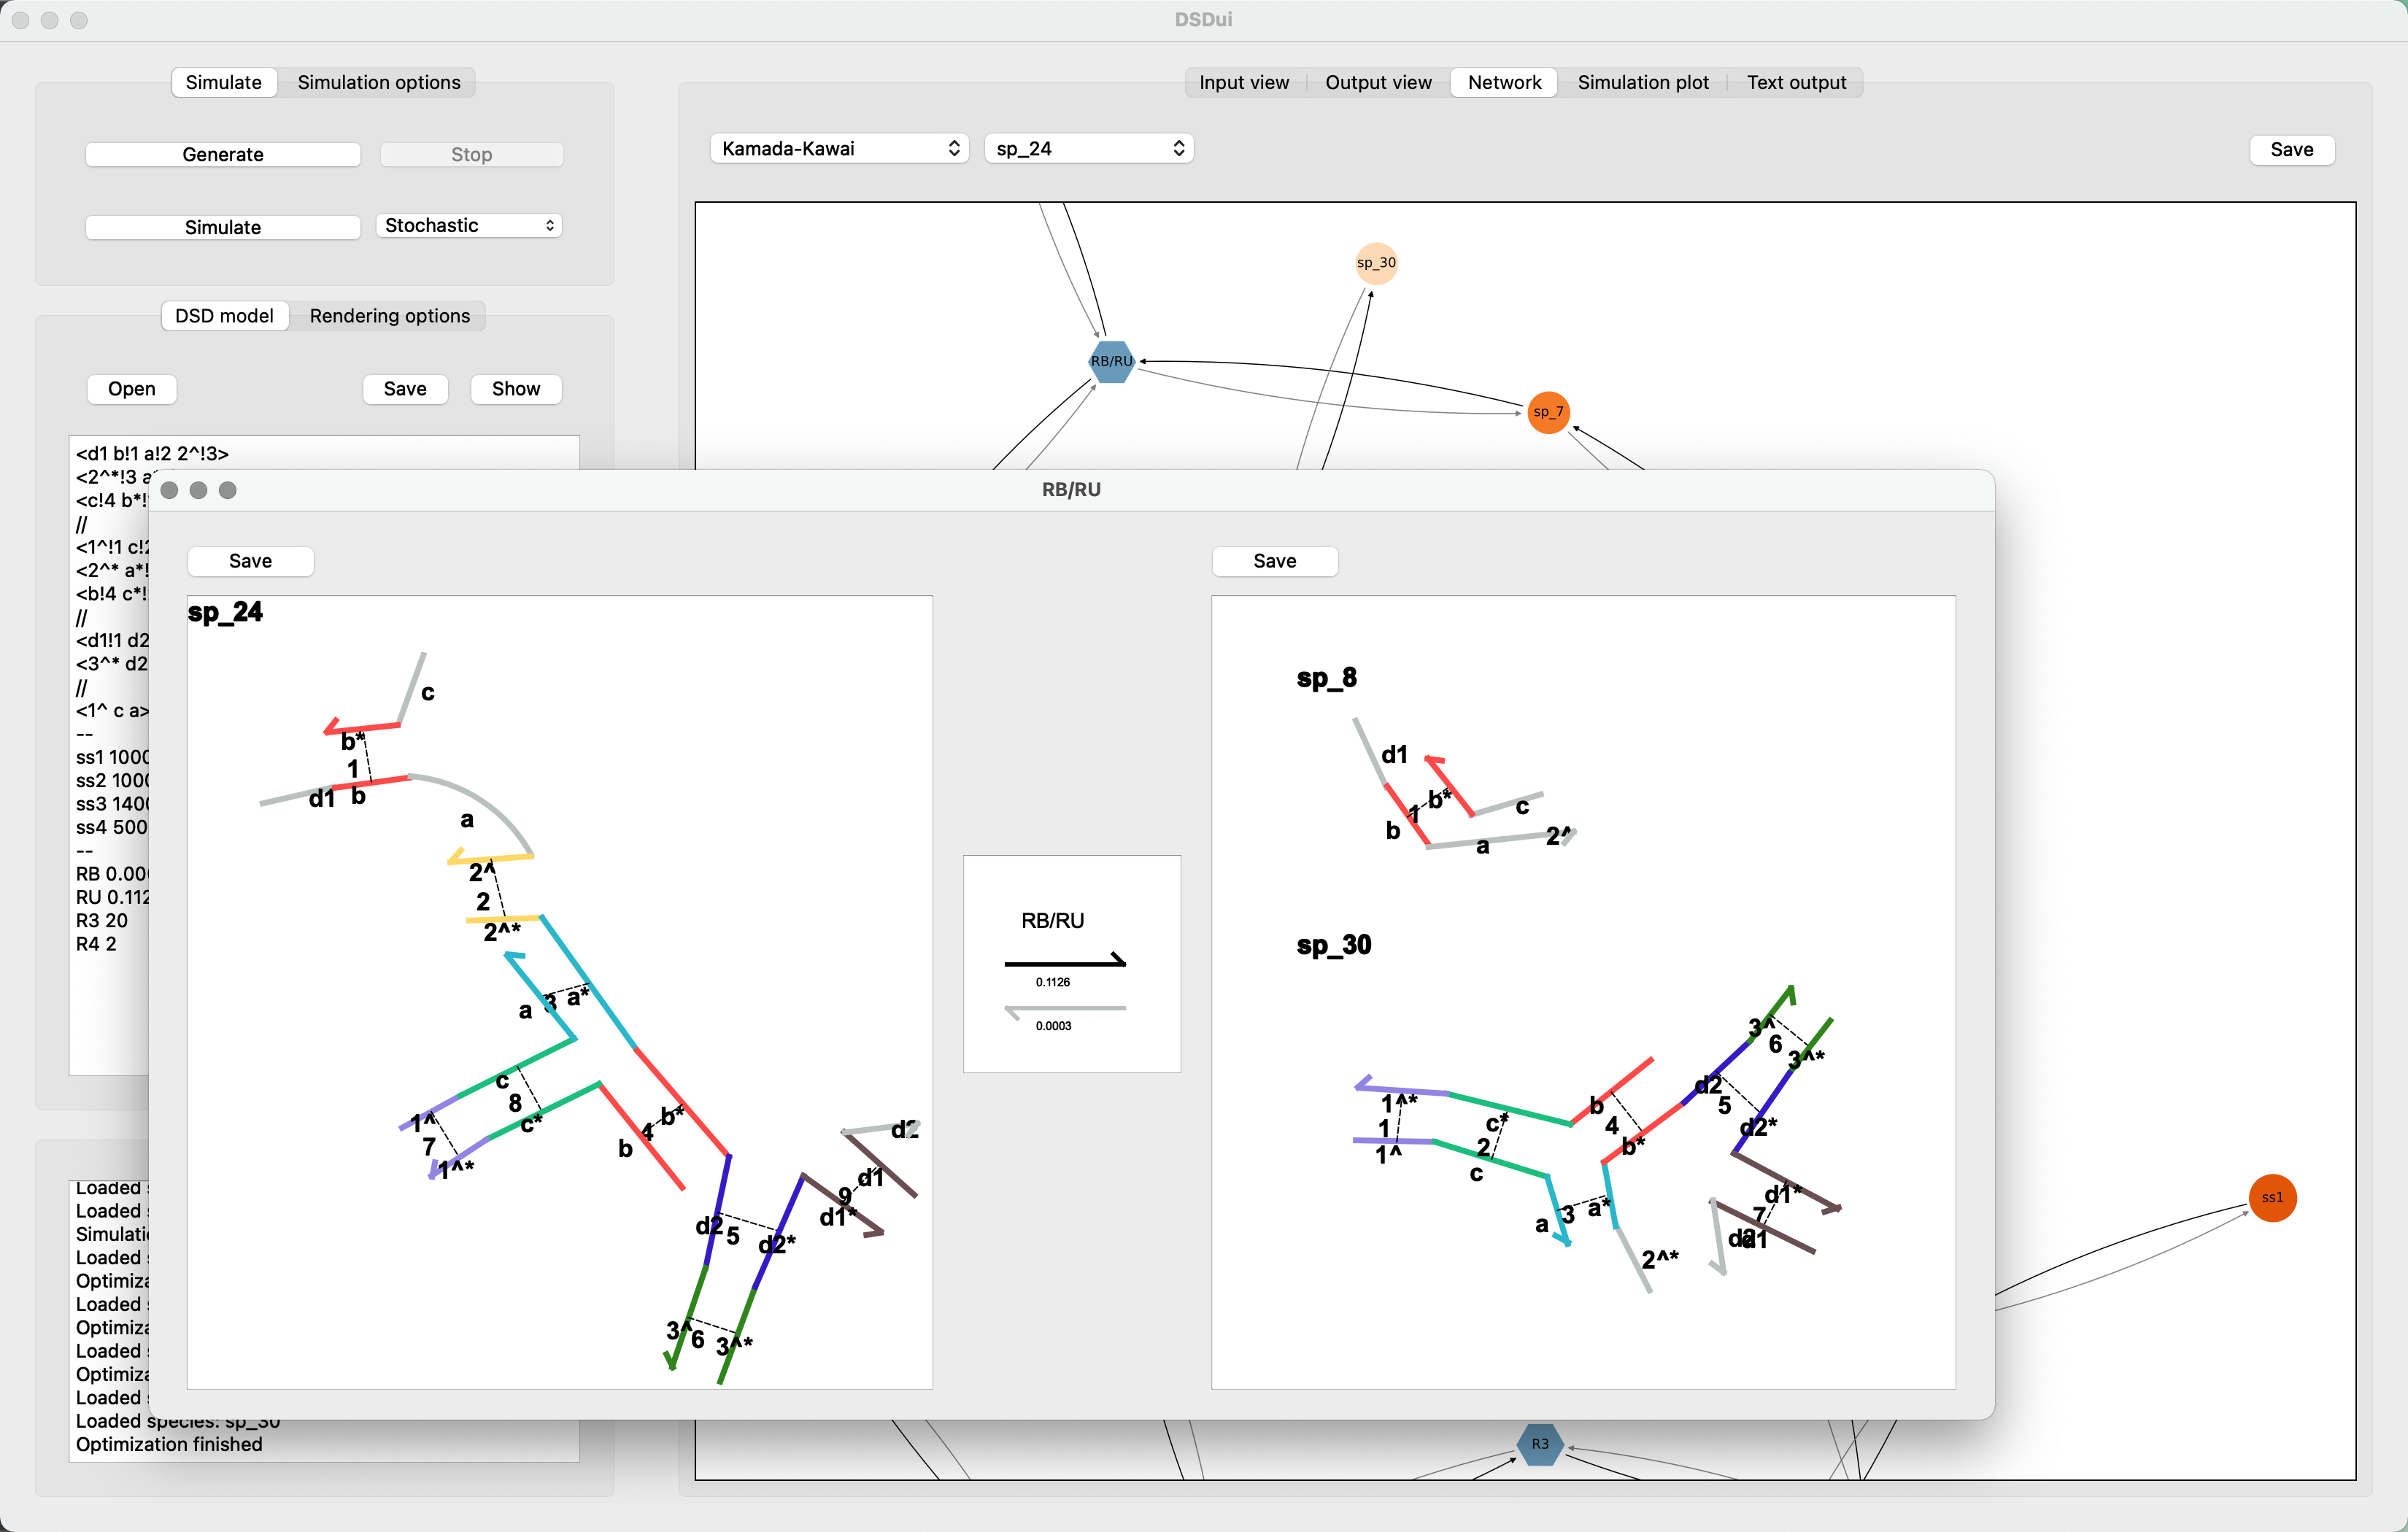 DSDui
Simulate
Simulation options
Input view
Output view
Network
Simulation plot
Text output
Generate
Stop
Simulate
Stochastic
Kamada-Kawai
sp_24
Save
DSD model
Rendering options
Open
Save
Show
<d1 b!1 a!2 2^!3>
<2^*!3 a
<c!4 b*!
//
<1^!1 c!2
<2^* a*!
<b!4 c*!
//
<d1!1 d2
<3^* d2
//
<1^ c a>
--
ss1 1000
ss2 1000
ss3 1400
ss4 500
--
RB 0.00
RU 0.112
R3 20
R4 2
Loaded s
Loaded s
Simulati
Loaded s
Optimiza
Loaded s
Optimiza
Loaded s
Optimiza
Loaded s
Loaded species: sp_30
Optimization finished
sp_30
RB/RU
sp_7
ss1
R3
RB/RU
Save
sp_24
c
b*
1
d1
b
a
2^
2
2^*
a
3
a*
c
8
c*
1^
7
1^*
b
4
b*
d2
5
d2*
d2
d1
9
d1*
3^
6
3^*
RB/RU
0.1126
0.0003
Save
sp_8
d1
b*
1
b
c
a
2^
sp_30
1^*
1
1^
c*
2
c
b
4
b*
a
3
a*
2^*
3^
6
3^*
d2
5
d2*
d1*
7
d2
d1